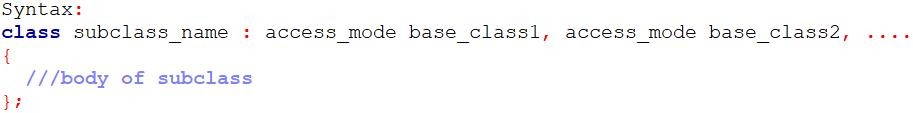 Syntax:
class subclass_name : access_mode base_class1, access_mode base_class2, ....
{
  ///body of subclass
};